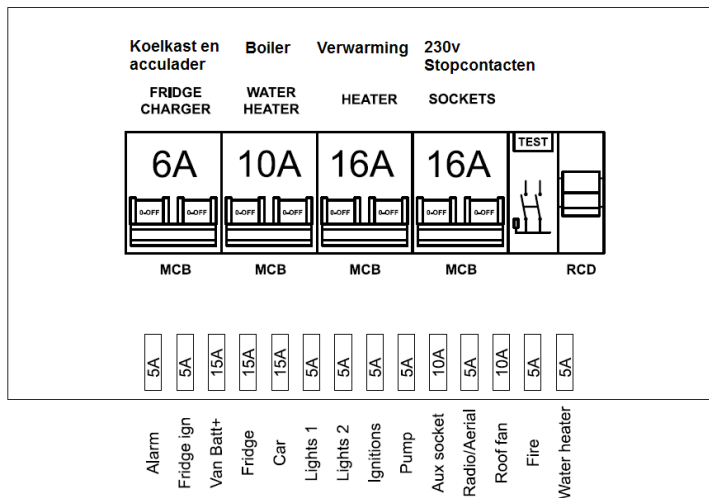 Koelkast en Boiler Verwarming 230v
acculader Stopcontacten
FRIDGE WATER HEATER SOCKETS
CHARGER HEATER
6A 10A 16A 16A TEST
0-OFF 0-OFF 0-OFF 0-OFF 0-OFF 0-OFF 0-OFF 0-OFF
MCB MCB MCB MCB RCD
5A 5A 15A 15A 15A 5A 5A 5A 5A 10A 5A 10A 5A 5A
Alarm
Fridge ign
Van Batt+
Fridge
Car
Lights 1
Lights 2
Ignitions
Pump
Aux socket
Radio/Aerial
Roof fan
Fire
Water heater